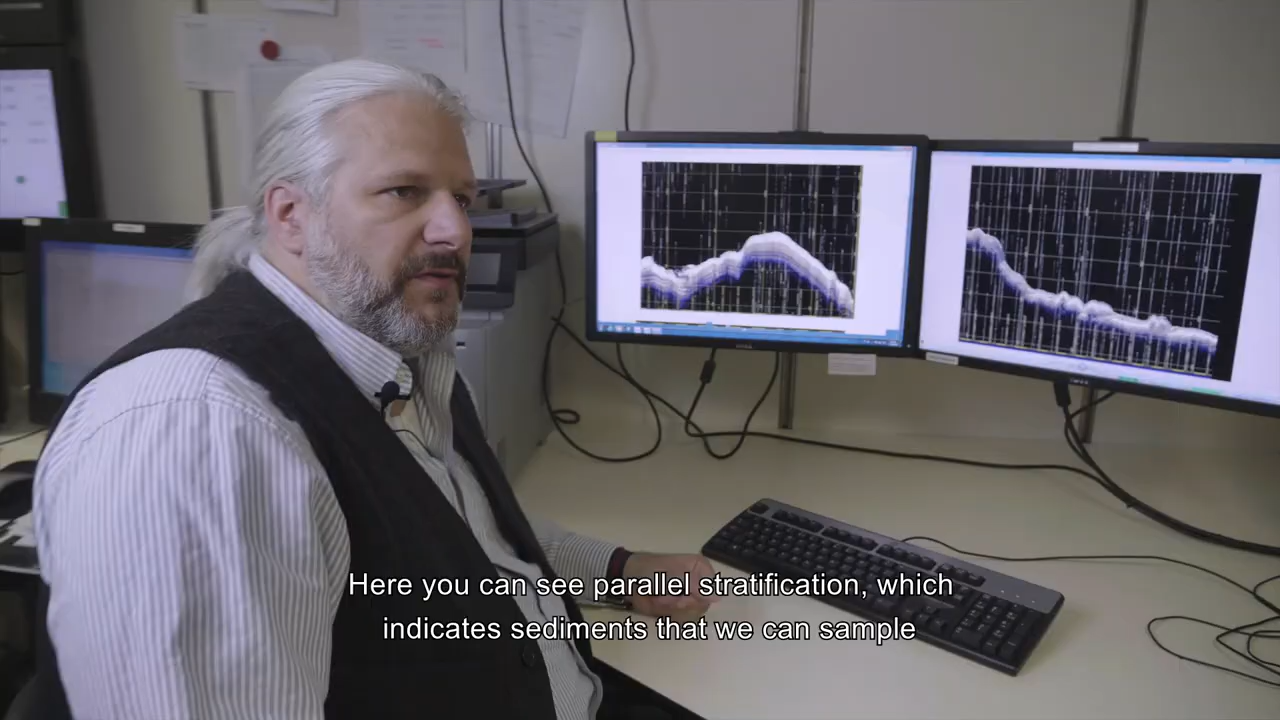 Here you can see parallel stratification, which
indicates sediments that we can sample